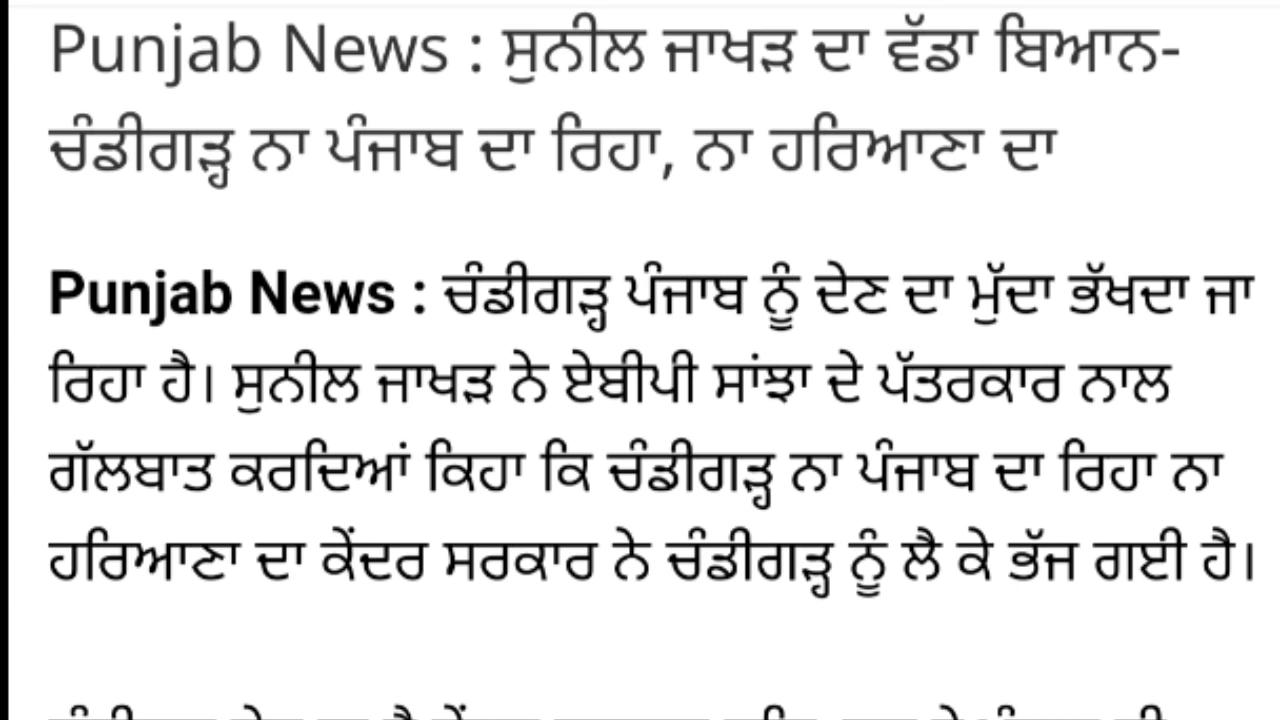 Punjab News : ਸੁਨੀਲ ਜਾਖੜ ਦਾ ਵੱਡਾ ਬਿਆਨ-
ਚੰਡੀਗੜ੍ਹ ਨਾ ਪੰਜਾਬ ਦਾ ਰਿਹਾ, ਨਾ ਹਰਿਆਣਾ ਦਾ
Punjab News : ਚੰਡੀਗੜ੍ਹ ਪੰਜਾਬ ਨੂੰ ਦੇਣ ਦਾ ਮੁੱਦਾ ਭੱਖਦਾ ਜਾ
ਰਿਹਾ ਹੈ। ਸੁਨੀਲ ਜਾਖੜ ਨੇ ਏਬੀਪੀ ਸਾਂਝਾ ਦੇ ਪੱਤਰਕਾਰ ਨਾਲ
ਗੱਲਬਾਤ ਕਰਦਿਆਂ ਕਿਹਾ ਕਿ ਚੰਡੀਗੜ੍ਹ ਨਾ ਪੰਜਾਬ ਦਾ ਰਿਹਾ ਨਾ
ਹਰਿਆਣਾ ਦਾ ਕੇਂਦਰ ਸਰਕਾਰ ਨੇ ਚੰਡੀਗੜ੍ਹ ਨੂੰ ਲੈ ਕੇ ਭੱਜ ਗਈ ਹੈ।